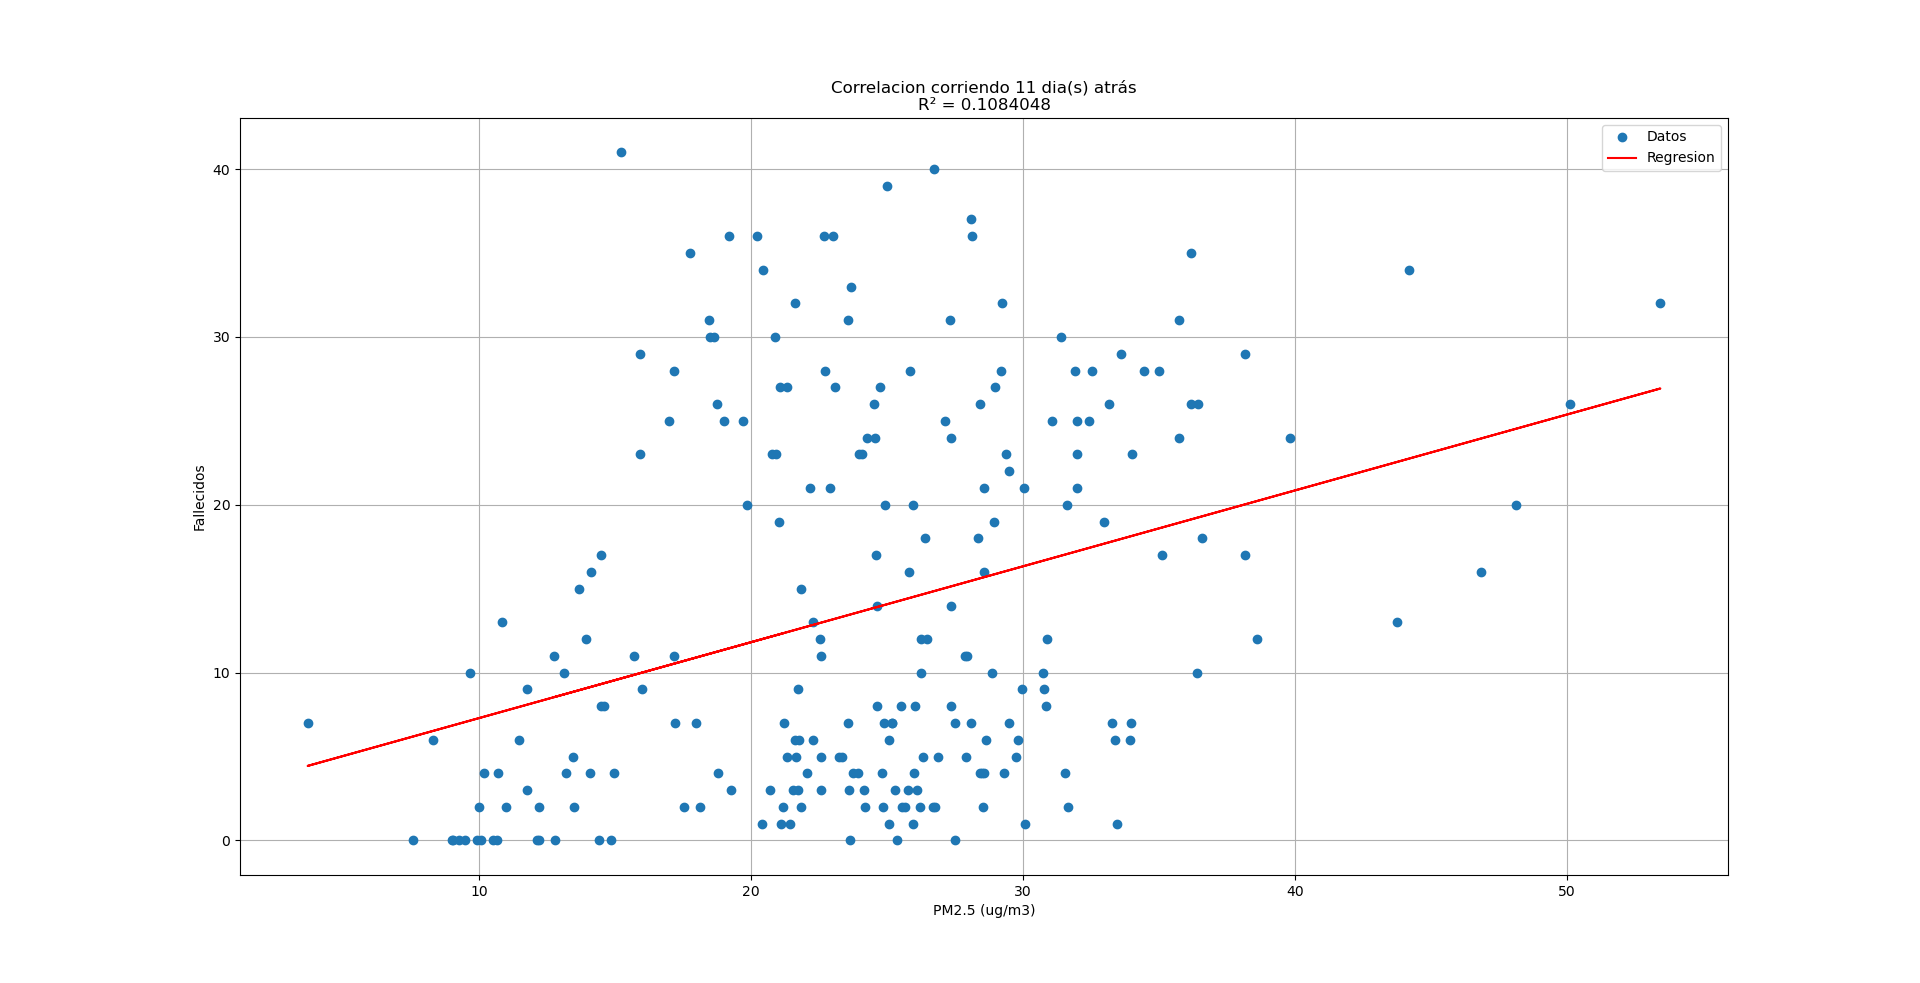 Correlacion corriendo 11 dia(s) atrás
R² = 0.1084048
Datos
Regresion
40
30
20
10
0
Fallecidos
10
20
30
40
50
PM2.5 (ug/m3)